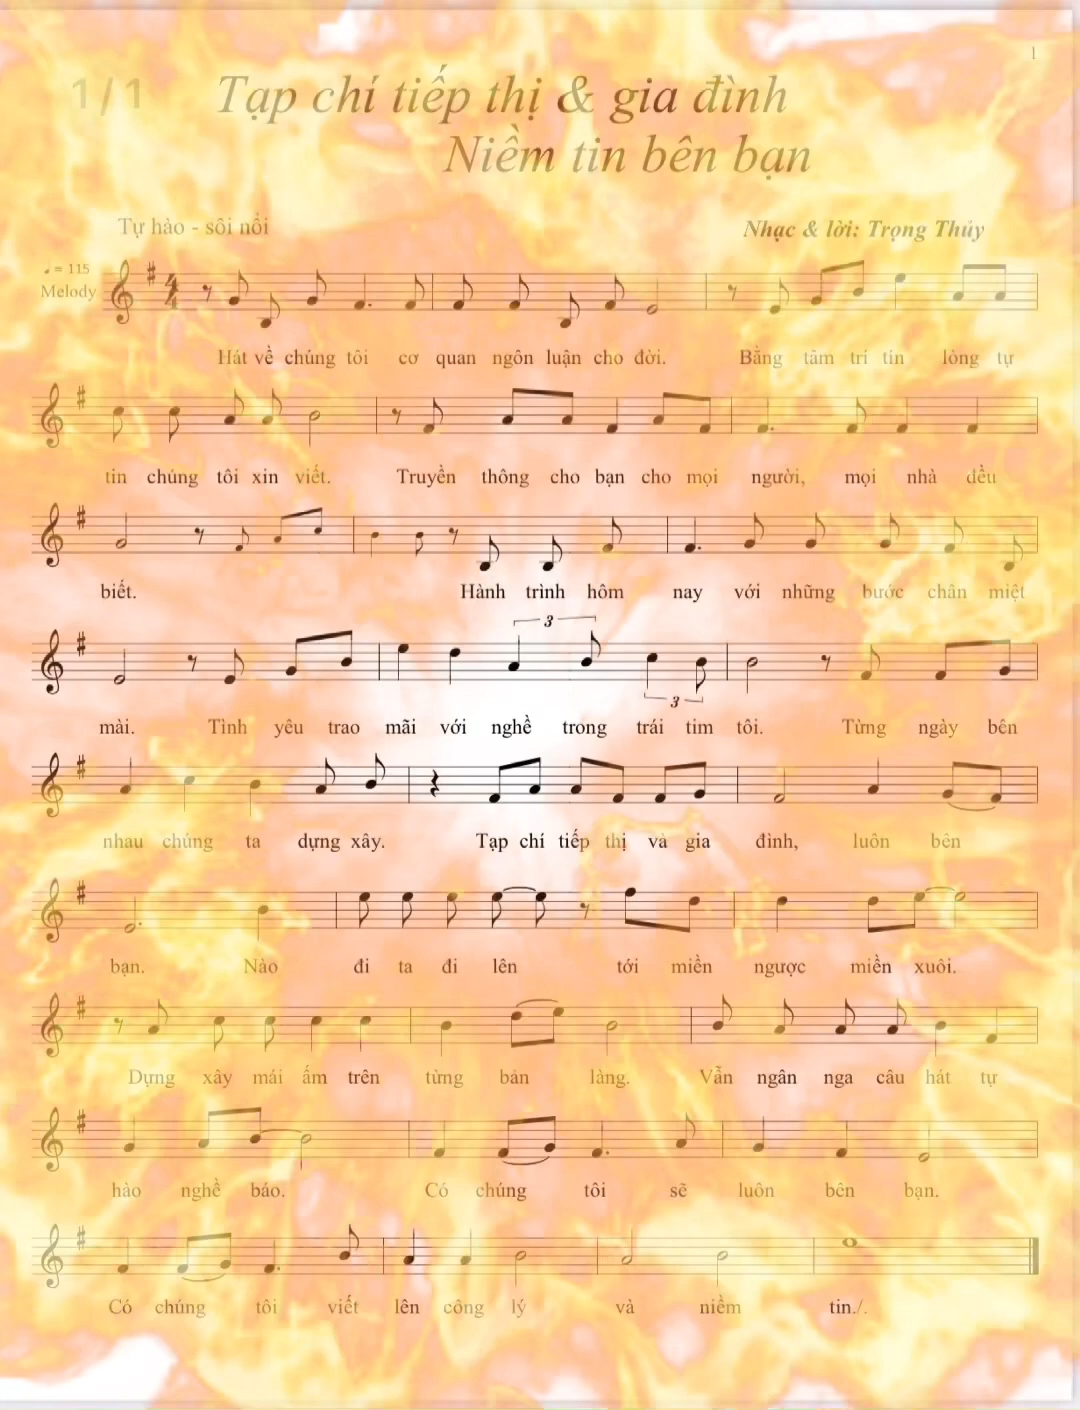 1
1/1
Tạp chí tiếp thị & gia đình
Niềm tin bên bạn
Tự hào - sôi nổi
Nhạc & lời: Trọng Thủy
♩ = 115
Melody
4
4
Hát về chúng tôi cơ quan ngôn luận cho đời. Bằng tâm trí tin lòng tự
tin chúng tôi xin viết. Truyền thông cho bạn cho mọi người, mọi nhà đều
biết. Hành trình hôm nay với những bước chân miệt
3
mài. Tình yêu trao mãi với nghề trong trái tim tôi. Từng ngày bên
3
nhau chúng ta dựng xây. Tạp chí tiếp thị và gia đình, luôn bên
bạn. Nào đi ta đi lên tới miền ngược miền xuôi.
Dựng xây mái ấm trên từng bản làng. Vẫn ngân nga câu hát tự
hào nghề báo. Có chúng tôi sẽ luôn bên bạn.
Có chúng tôi viết lên công lý và niềm tin./.